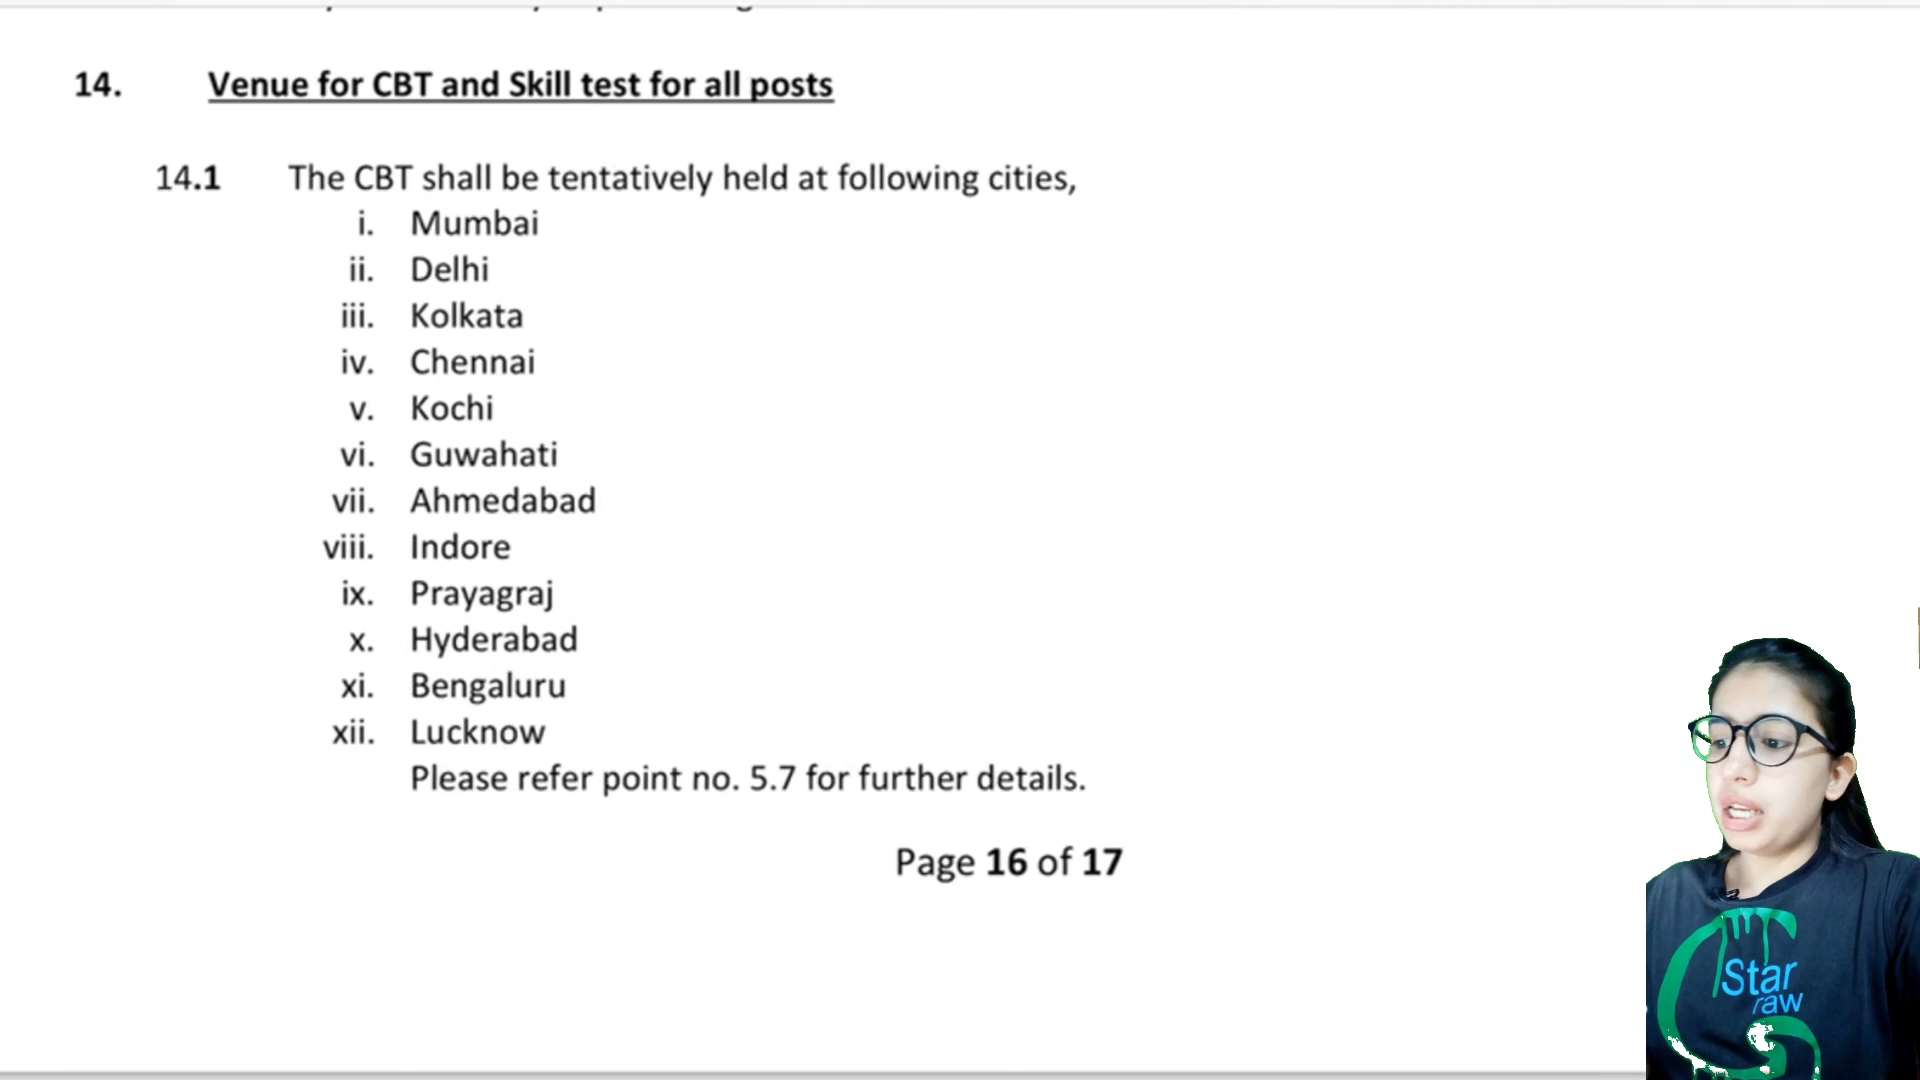 14. Venue for CBT and Skill test for all posts
14.1 The CBT shall be tentatively held at following cities,
i. Mumbai
ii. Delhi
iii. Kolkata
iv. Chennai
v. Kochi
vi. Guwahati
vii. Ahmedabad
viii. Indore
ix. Prayagraj
x. Hyderabad
xi. Bengaluru
xii. Lucknow
Please refer point no. 5.7 for further details.
Page 16 of 17
Star
raw